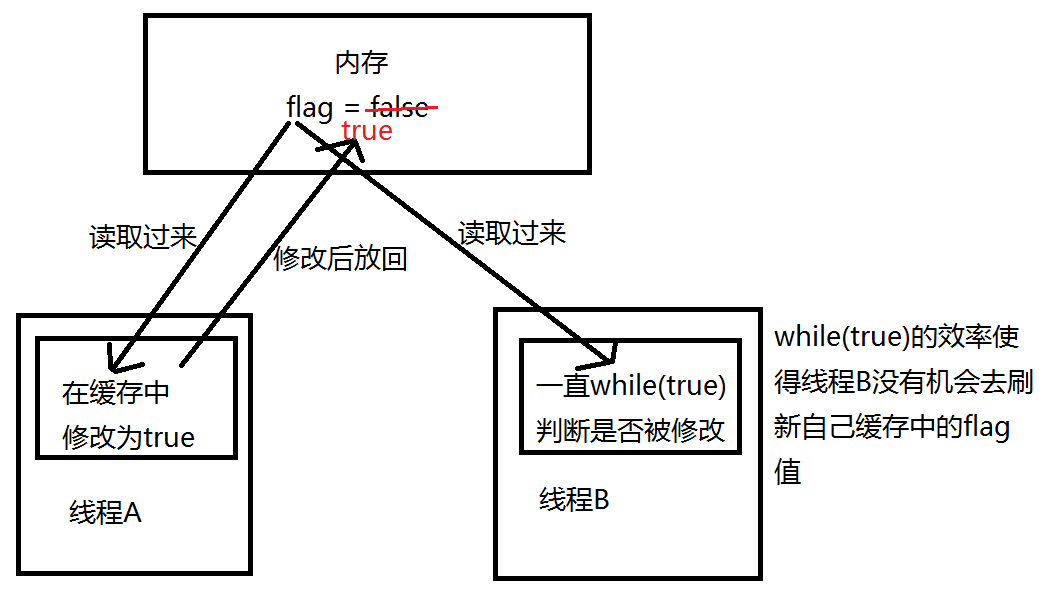 内存
flag = false
true
读取过来
读取过来
修改后放回
在缓存中
修改为true
线程A
一直while(true)
判断是否被修改
线程B
while(true)的效率使
得线程B没有机会去刷
新自己缓存中的flag
值